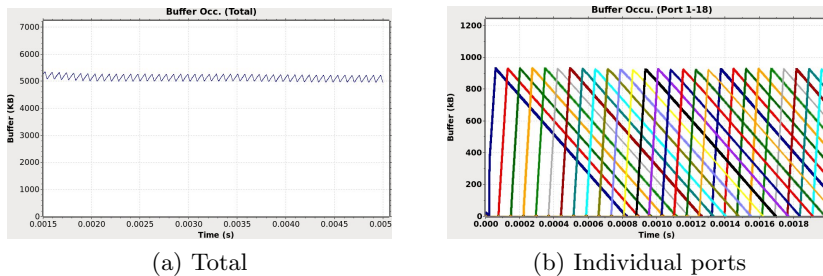 Buffer Occ. (Total)
Buffer (KB)
7000
6000
5000
4000
3000
2000
1000
0
0.0015 0.0020 0.0025 0.0030 0.0035 0.0040 0.0045 0.005
Time (s)
(a) Total
Buffer Occu. (Port 1-18)
Buffer (kB)
1200
1000
800
600
400
200
0
0.000 0.0002 0.0004 0.0006 0.0008 0.0010 0.0012 0.0014 0.0016 0.0018
Time (s)
(b) Individual ports